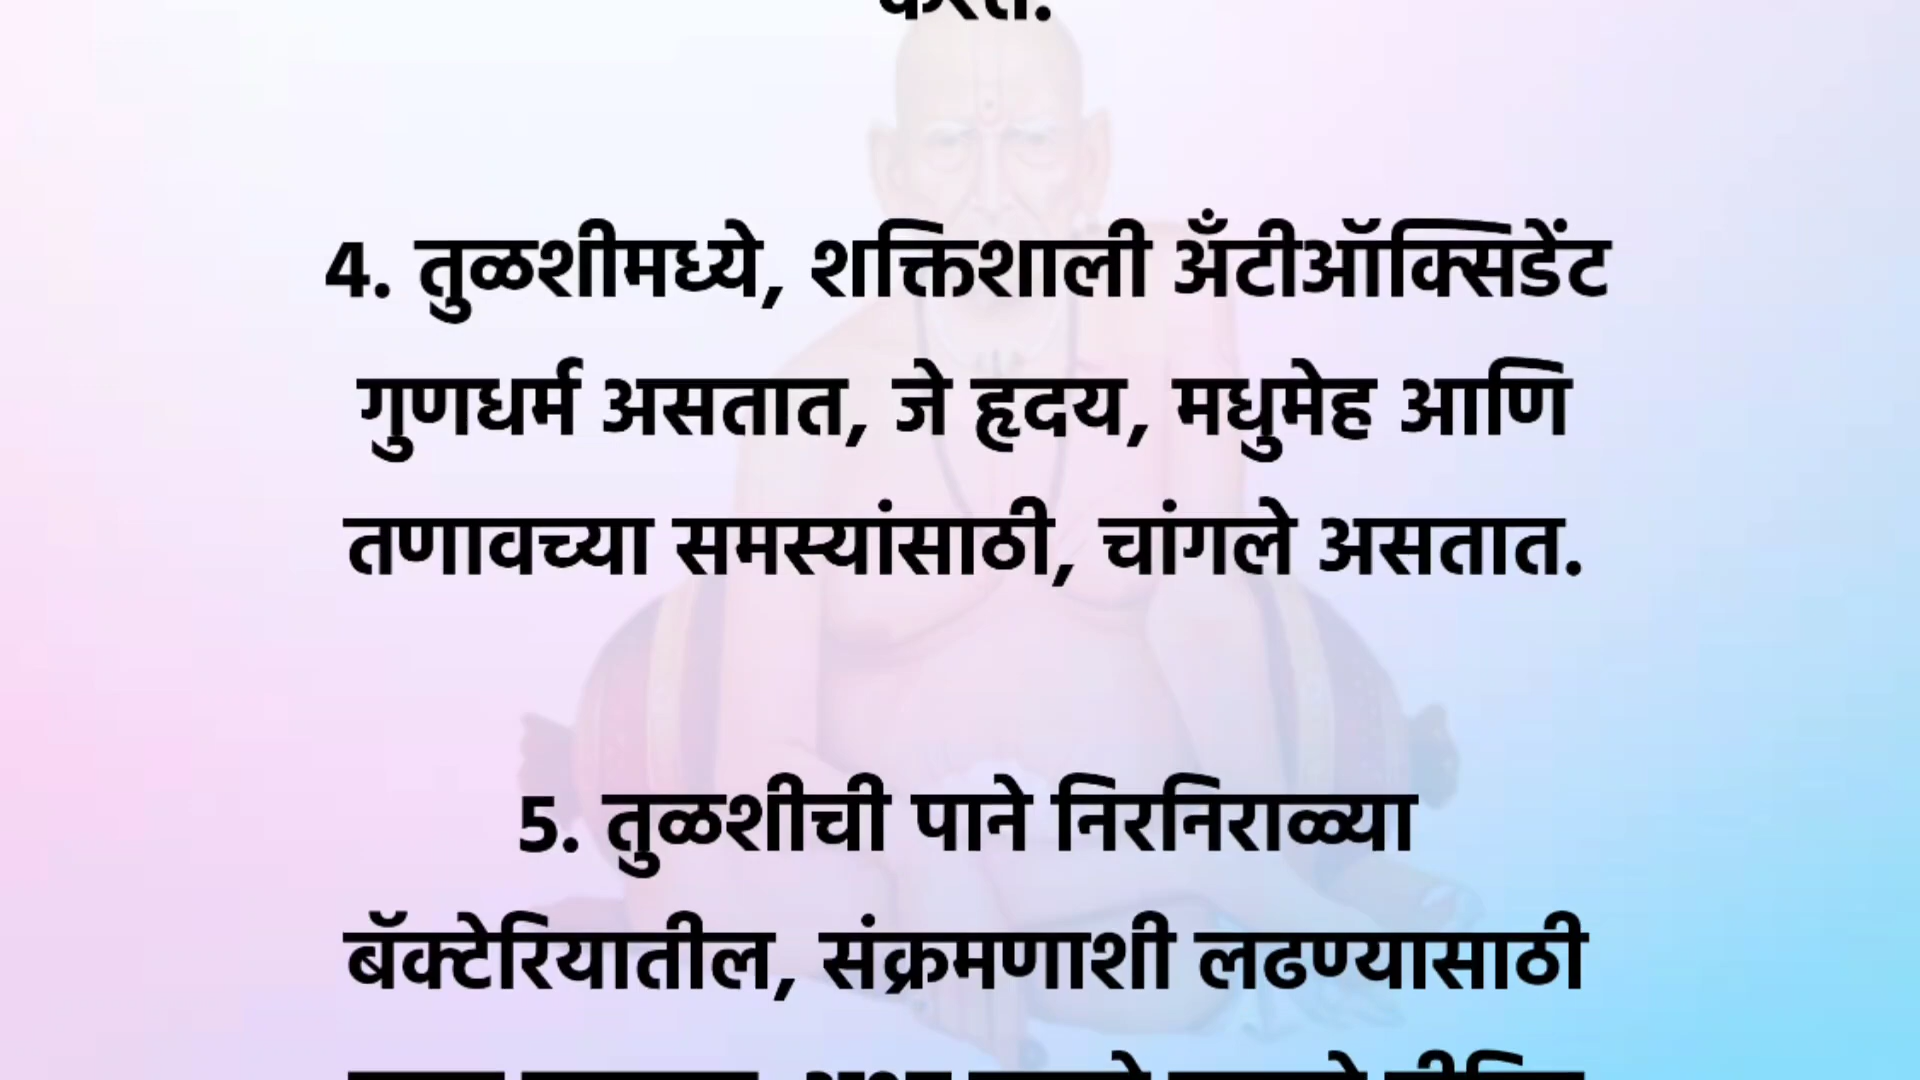 करते.
4. तुळशीमध्ये, शक्तिशाली अँटीऑक्सिडेंट
गुणधर्म असतात, जे हृदय, मधुमेह आणि
तणावच्या समस्यांसाठी, चांगले असतात.
5. तुळशीची पाने निरनिराळ्या
बॅक्टेरियातील, संक्रमणाशी लढण्यासाठी